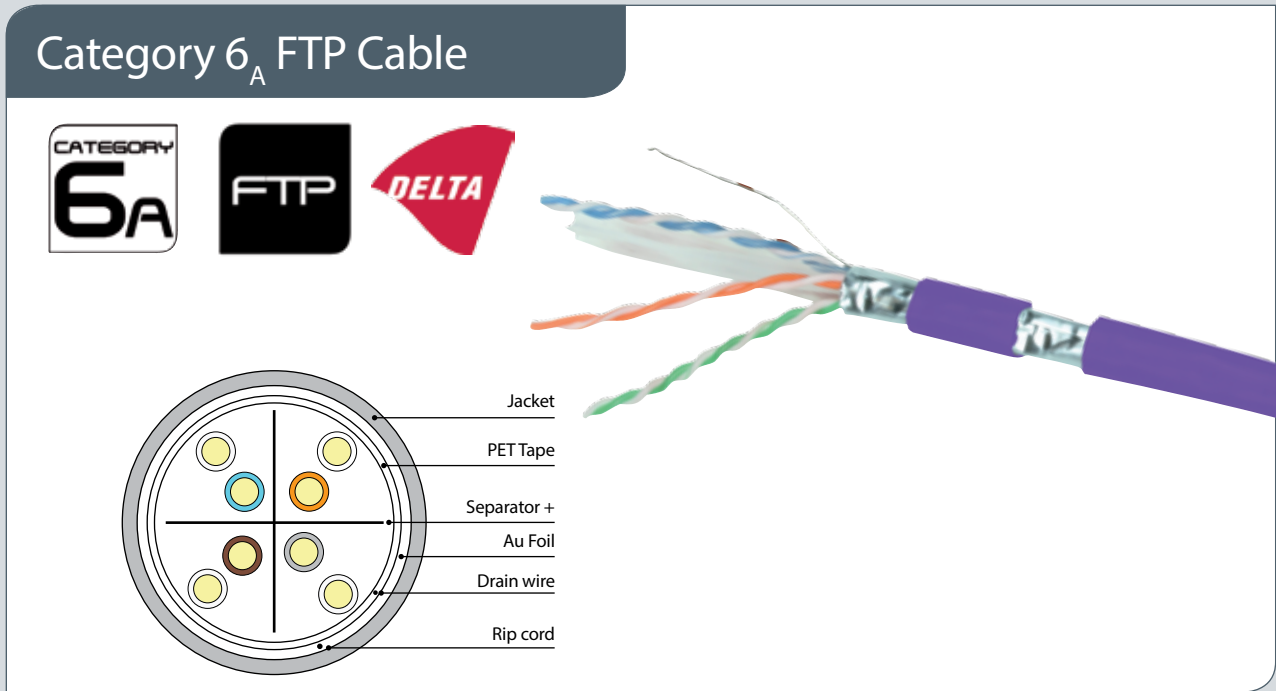 Category 6A FTP Cable
CATEGORY
6A
FTP
DELTA
Jacket
PET Tape
Separator +
Au Foil
Drain wire
Rip cord